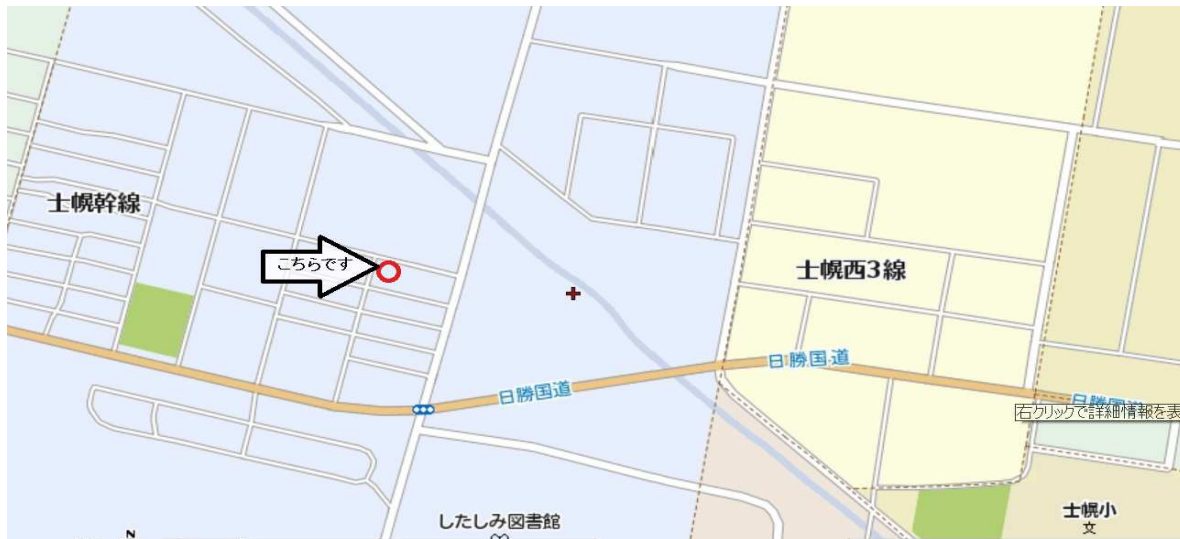 士幌幹線
こちらです
士幌西3線
日勝国道
日勝国道
日勝国道
右クリックで詳細情報を表
したしみ図書館
士幌小
文
N